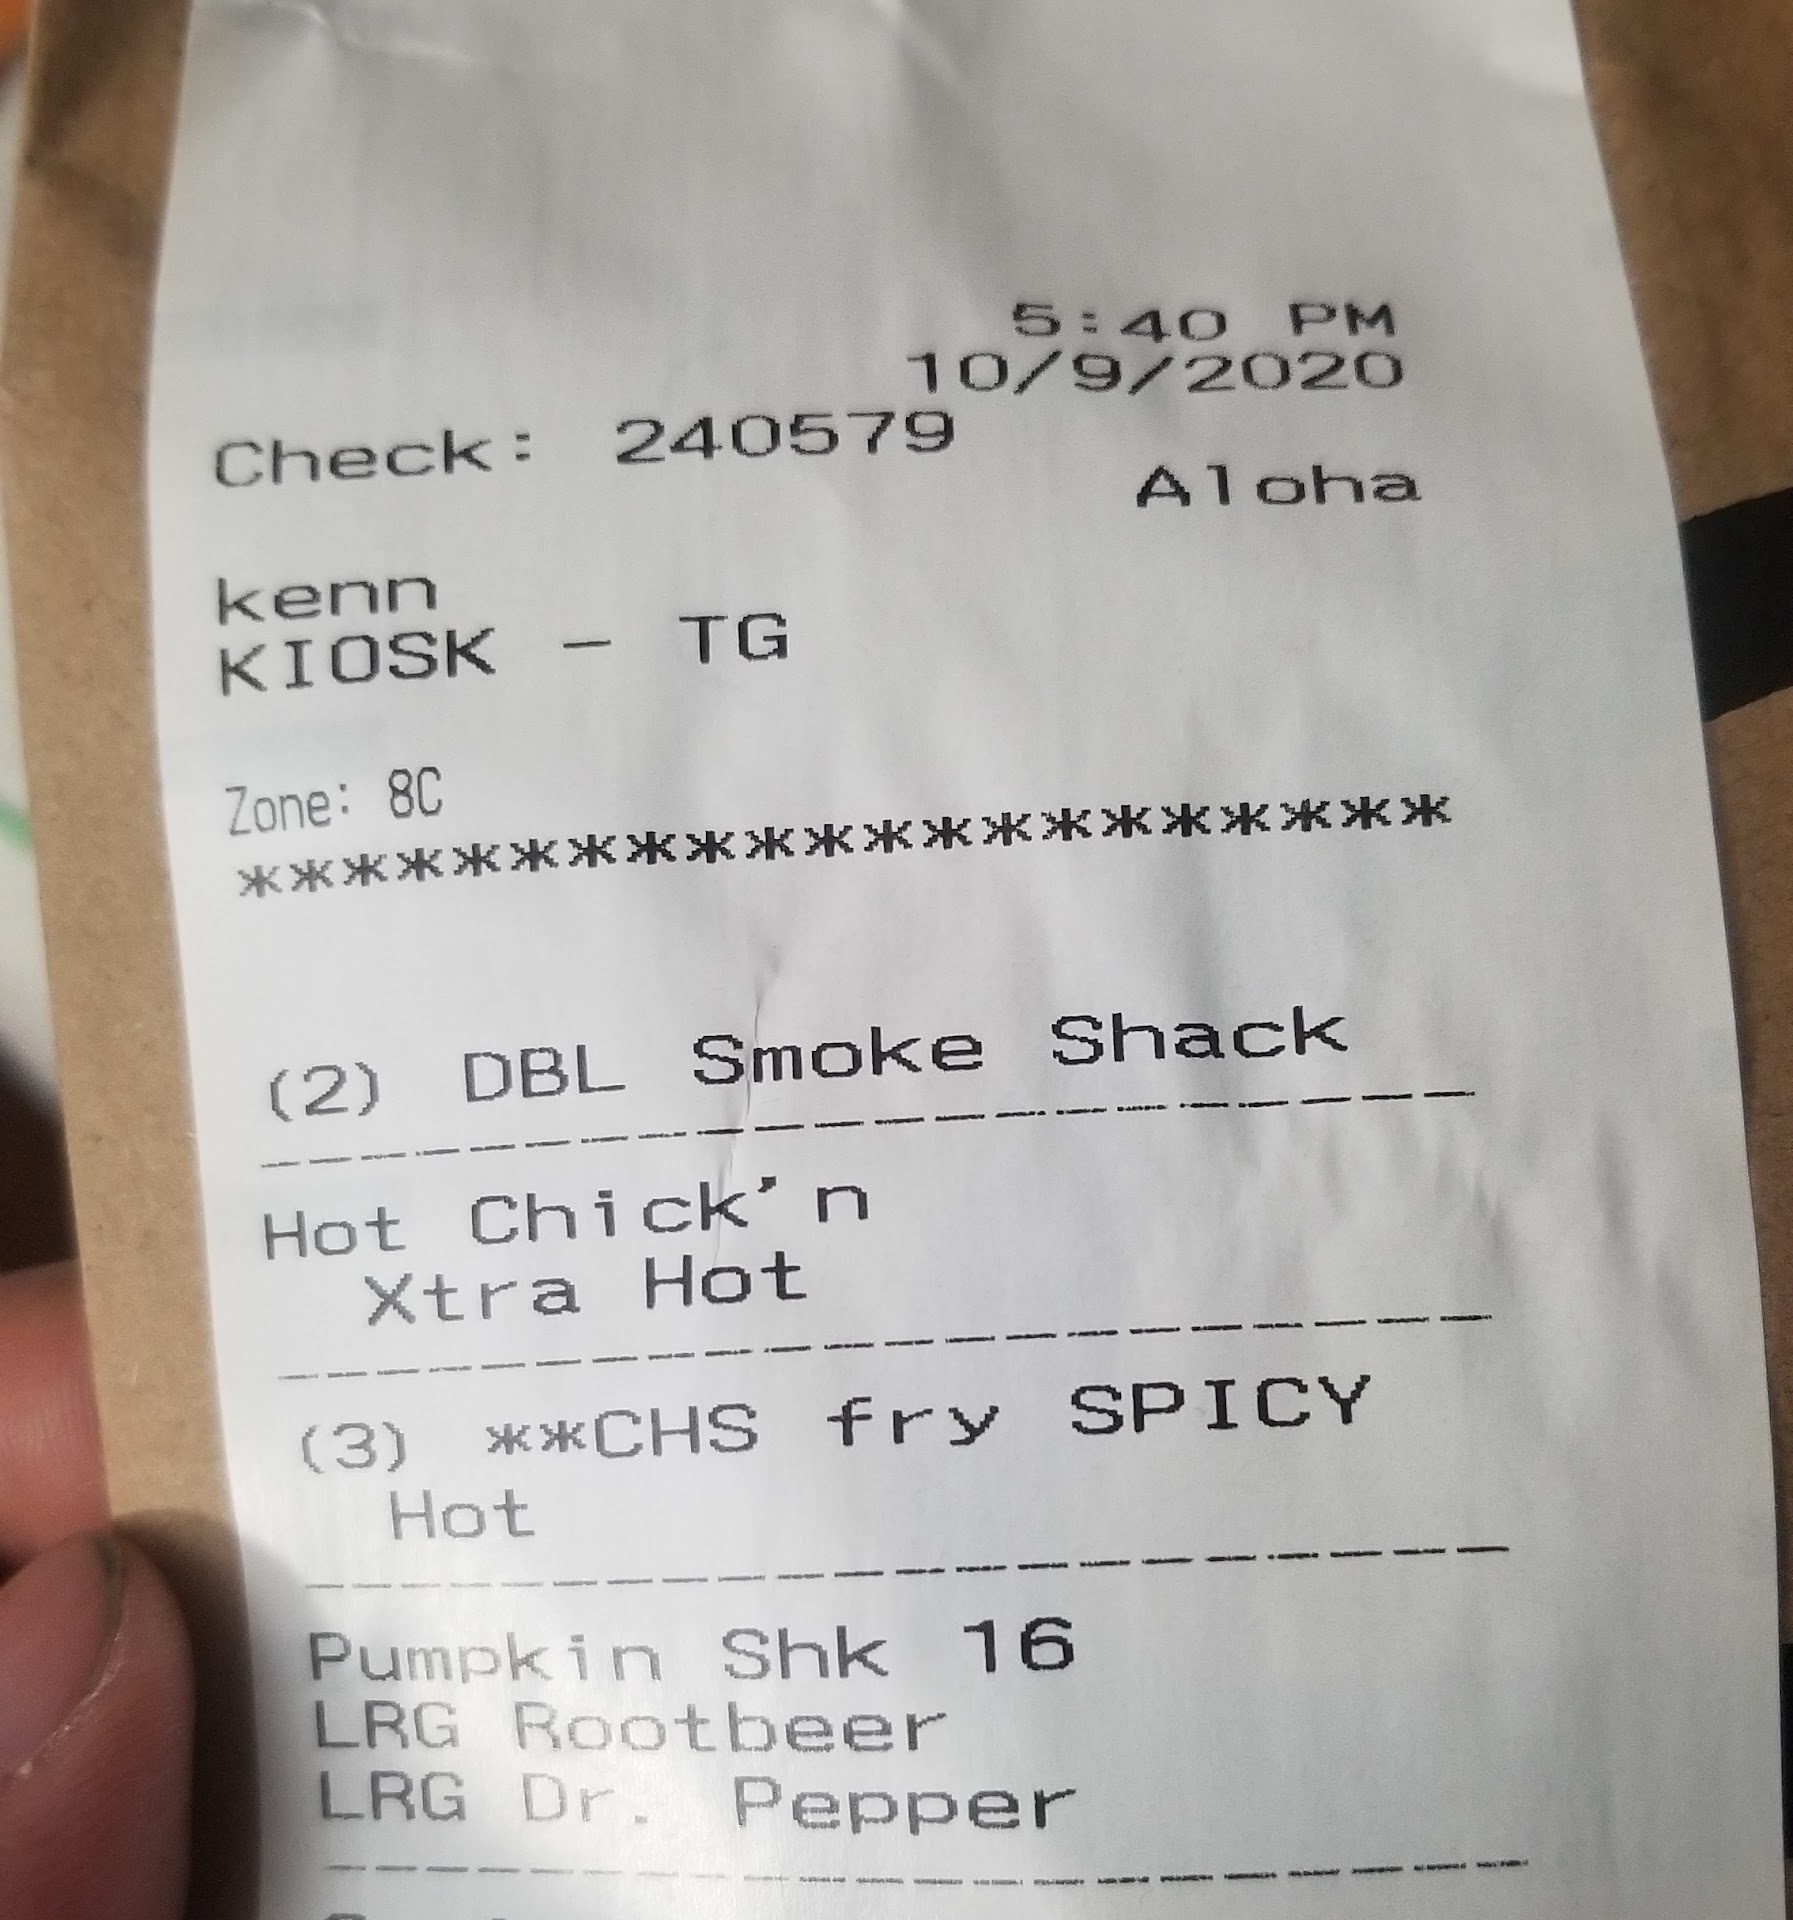 5:40 PM
10/9/2020
Check: 240579
Aloha
kenn
KIOSK - TG
Zone: 8C
*********************
(2) DBL Smoke Shack
--------------------
Hot Chick'n
Xtra Hot
--------------------
(3) **CHS fry SPICY
Hot
--------------------
Pumpkin Shk 16
LRG Rootbeer
LRG Dr. Pepper
--------------------